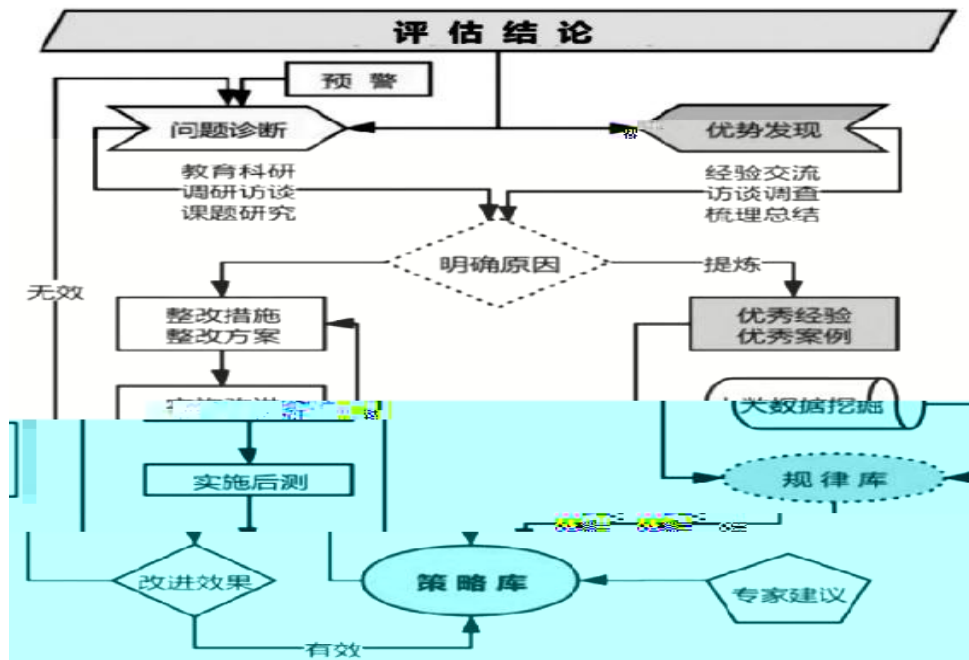 评估结论
预警
问题诊断
优势发现
教育科研
调研访谈
课题研究
经验交流
访谈调查
梳理总结
明确原因
提炼
无效
整改措施
整改方案
优秀经验
优秀案例
类数据挖掘
实施后测
规律库
改进效果
策略库
专家建议
有效